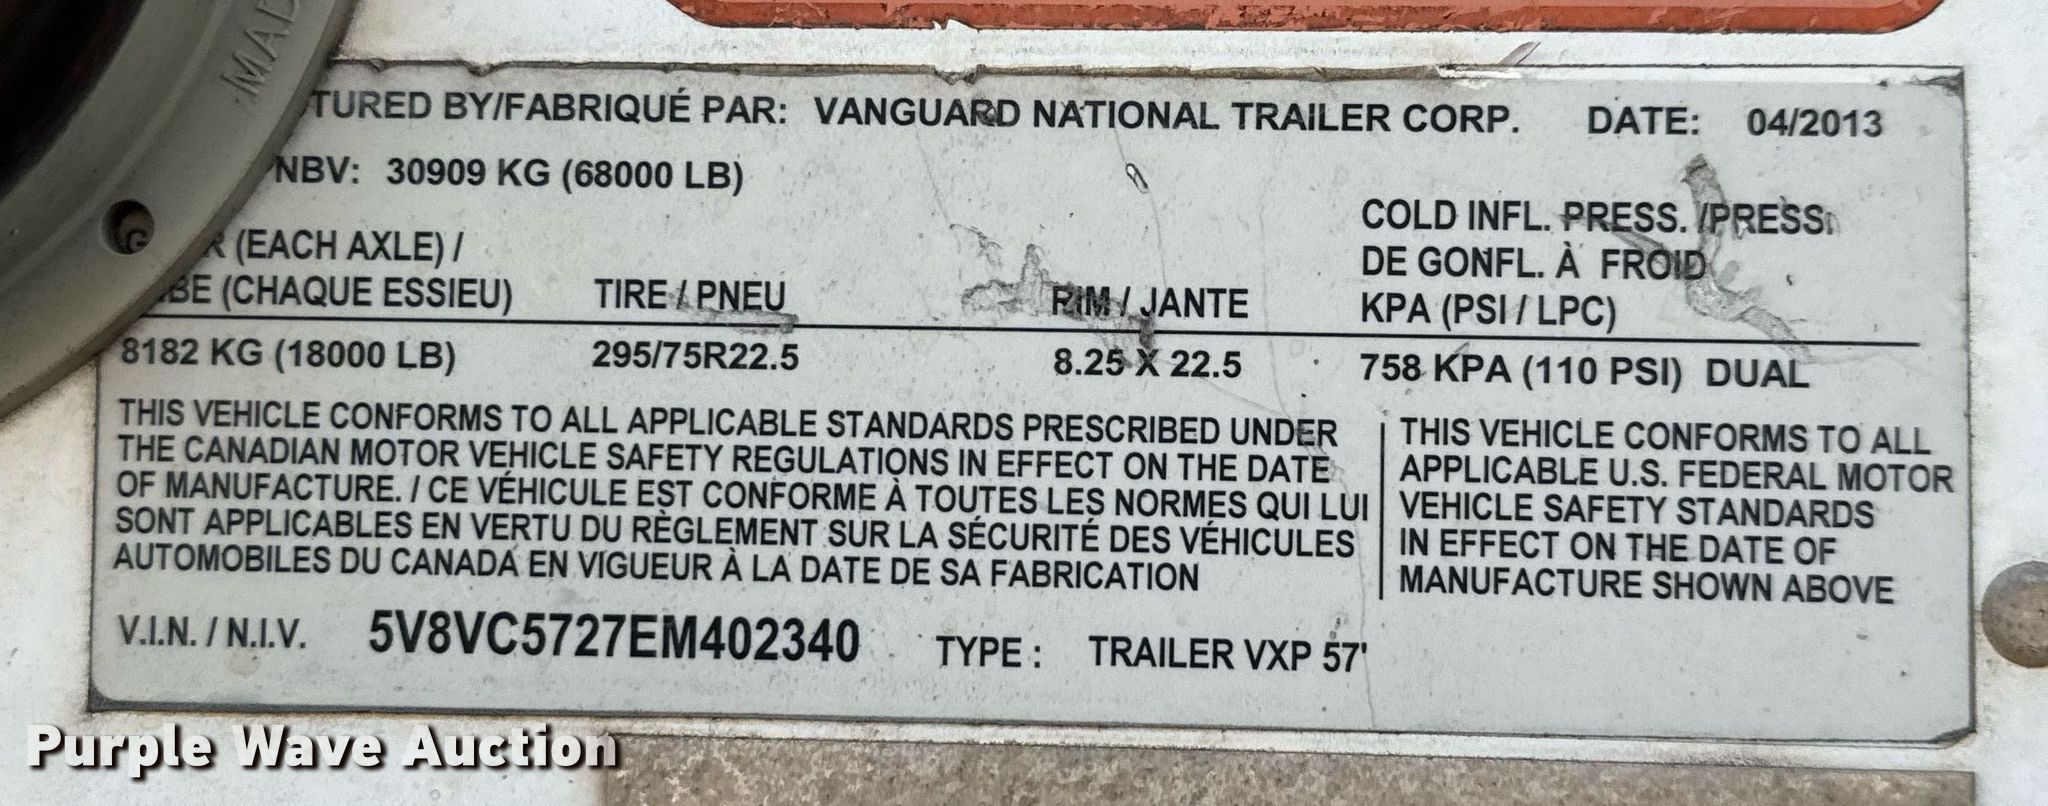 MAD
TURED BY/FABRIQUÉ PAR: VANGUARD NATIONAL TRAILER CORP. DATE: 04/2013
NBV: 30909 KG (68000 LB)
R (EACH AXLE) /
BE (CHAQUE ESSIEU) TIRE / PNEU RIM / JANTE
COLD INFL. PRESS. /PRESS.
DE GONFL. À FROID
KPA (PSI / LPC)
8182 KG (18000 LB) 295/75R22.5 8.25 X 22.5 758 KPA (110 PSI) DUAL
THIS VEHICLE CONFORMS TO ALL APPLICABLE STANDARDS PRESCRIBED UNDER
THE CANADIAN MOTOR VEHICLE SAFETY REGULATIONS IN EFFECT ON THE DATE
OF MANUFACTURE. / CE VÉHICULE EST CONFORME À TOUTES LES NORMES QUI LUI
SONT APPLICABLES EN VERTU DU RÈGLEMENT SUR LA SÉCURITÉ DES VÉHICULES
AUTOMOBILES DU CANADA EN VIGUEUR À LA DATE DE SA FABRICATION
THIS VEHICLE CONFORMS TO ALL
APPLICABLE U.S. FEDERAL MOTOR
VEHICLE SAFETY STANDARDS
IN EFFECT ON THE DATE OF
MANUFACTURE SHOWN ABOVE
V.I.N. / N.I.V. 5V8VC5727EM402340 TYPE : TRAILER VXP 57'
Purple Wave Auction